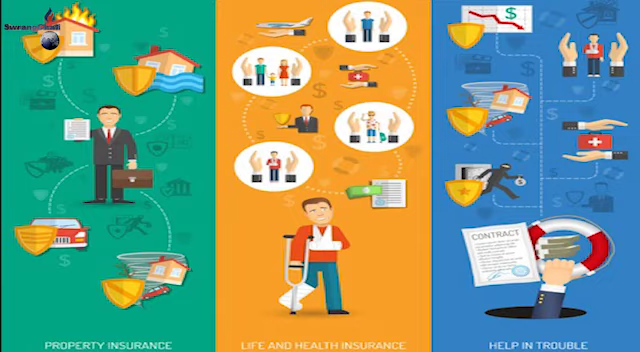 PROPERTY INSURANCE
LIFE AND HEALTH INSURANCE
CONTRACT
HELP IN TROUBLE